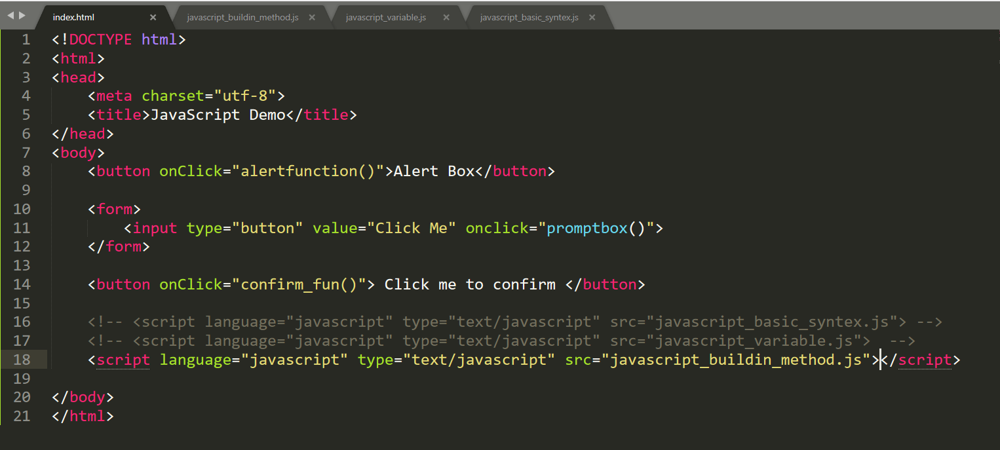 index.html javascript_buildin_method.js javascript_variable.js javascript_basic_syntex.js
1 <!DOCTYPE html>
2 <html>
3 <head>
4     <meta charset="utf-8">
5     <title>JavaScript Demo</title>
6 </head>
7 <body>
8     <button onClick="alertfunction()">Alert Box</button>
9
10     <form>
11         <input type="button" value="Click Me" onclick="promptbox()">
12     </form>
13
14     <button onClick="confirm_fun()"> Click me to confirm </button>
15
16     <!-- <script language="javascript" type="text/javascript" src="javascript_basic_syntex.js"> -->
17     <!-- <script language="javascript" type="text/javascript" src="javascript_variable.js">  -->
18     <script language="javascript" type="text/javascript" src="javascript_buildin_method.js"></script>
19
20 </body>
21 </html>